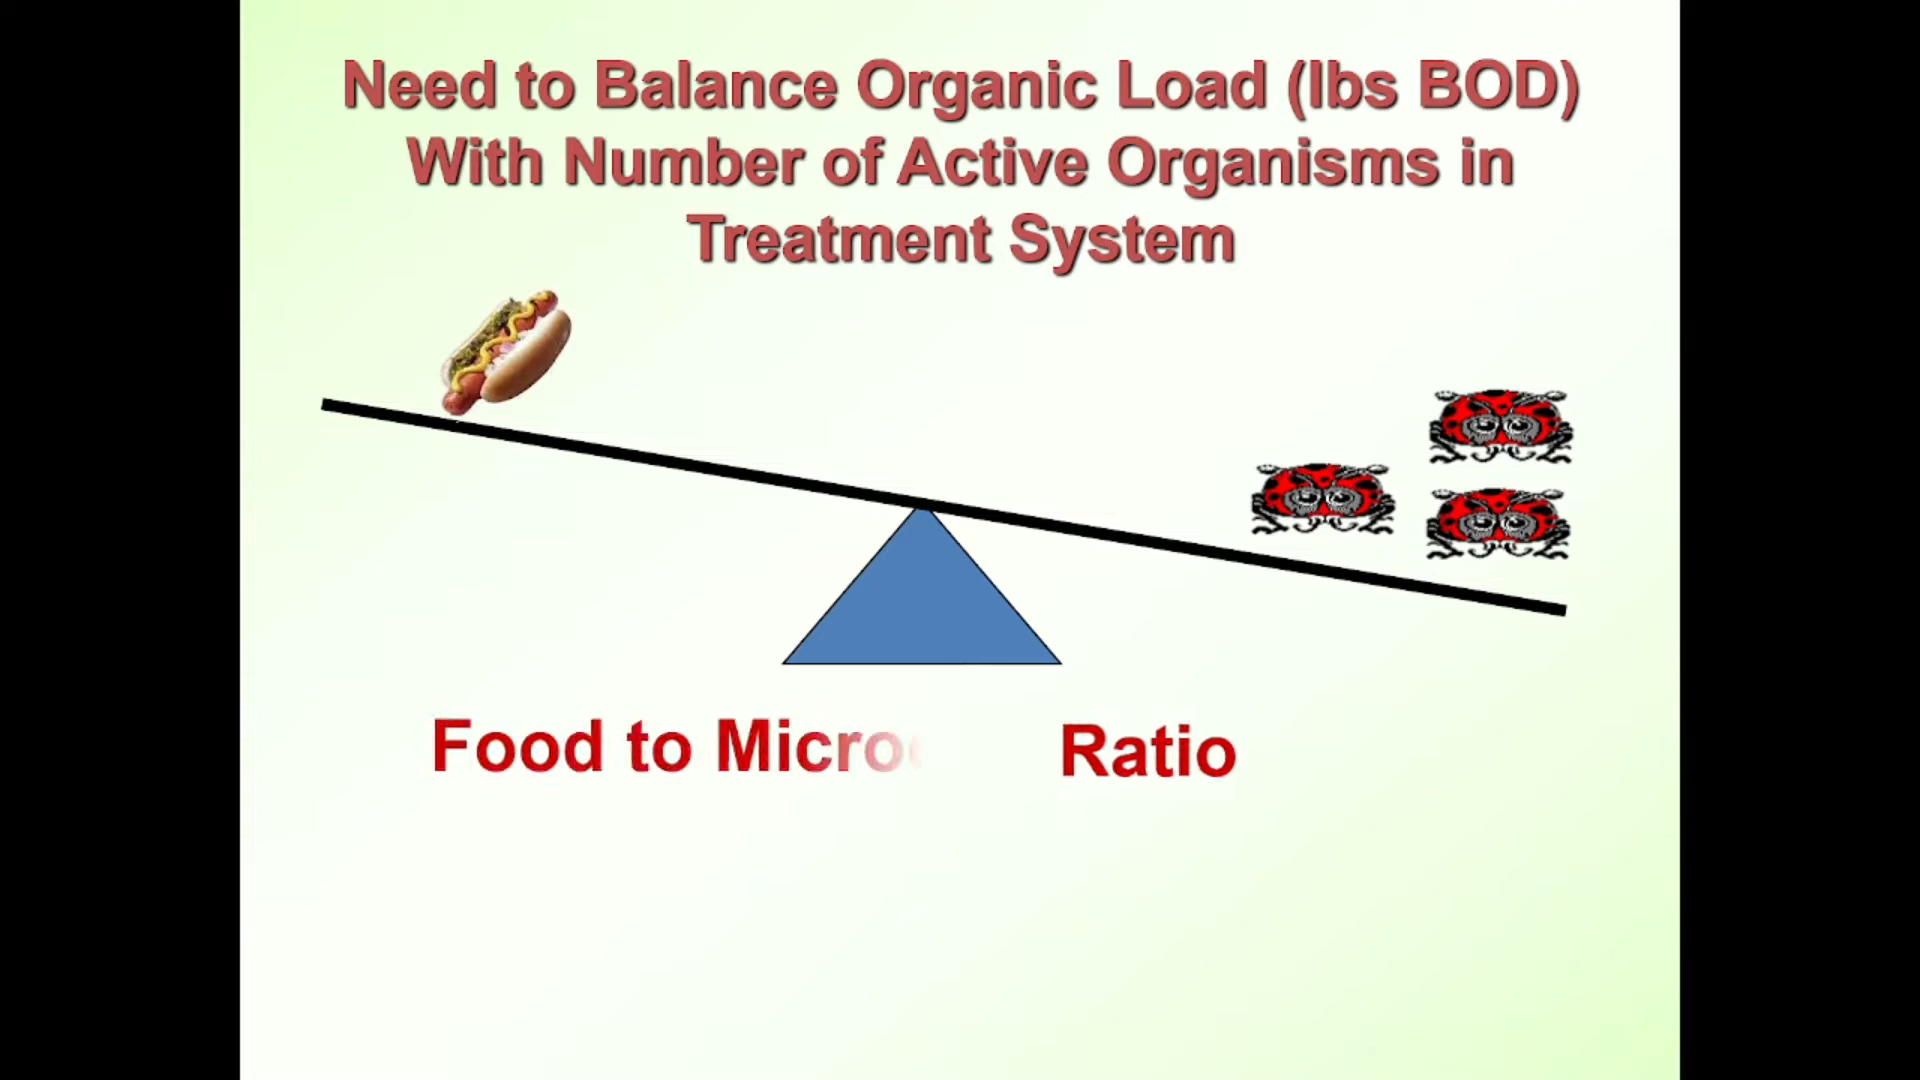 Need to Balance Organic Load (lbs BOD)
With Number of Active Organisms in
Treatment System
Food to Micro Ratio